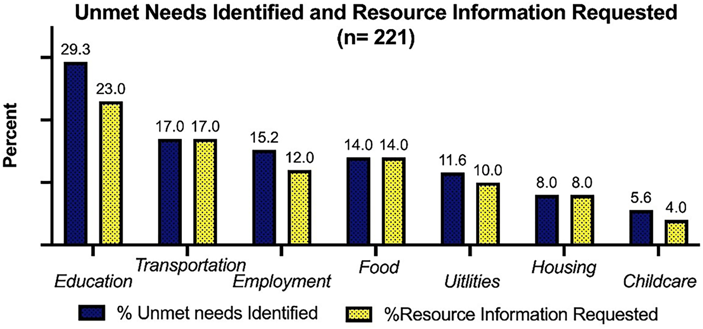 Unmet Needs Identified and Resource Information Requested
(n= 221)
Percent
29.3
23.0
17.0
17.0
15.2
12.0
14.0
14.0
11.6
10.0
8.0
8.0
5.6
4.0
Education
Transportation
Employment
Food
Uitlities
Housing
Childcare
% Unmet needs Identified
%Resource Information Requested